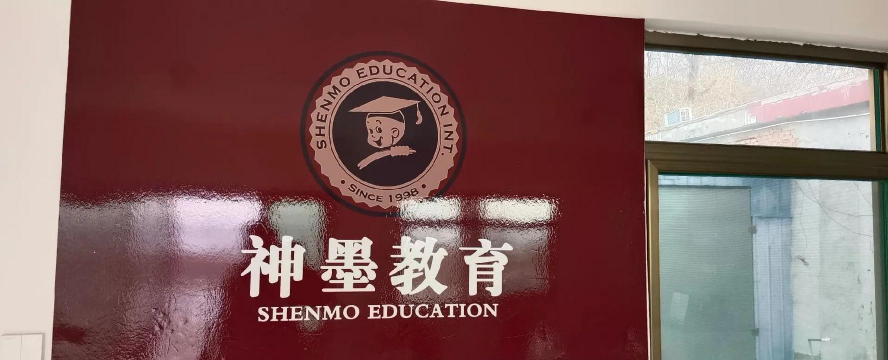 SHENMO EDUCATION INT.
• SINCE 1998 •
神墨教育
SHENMO EDUCATION